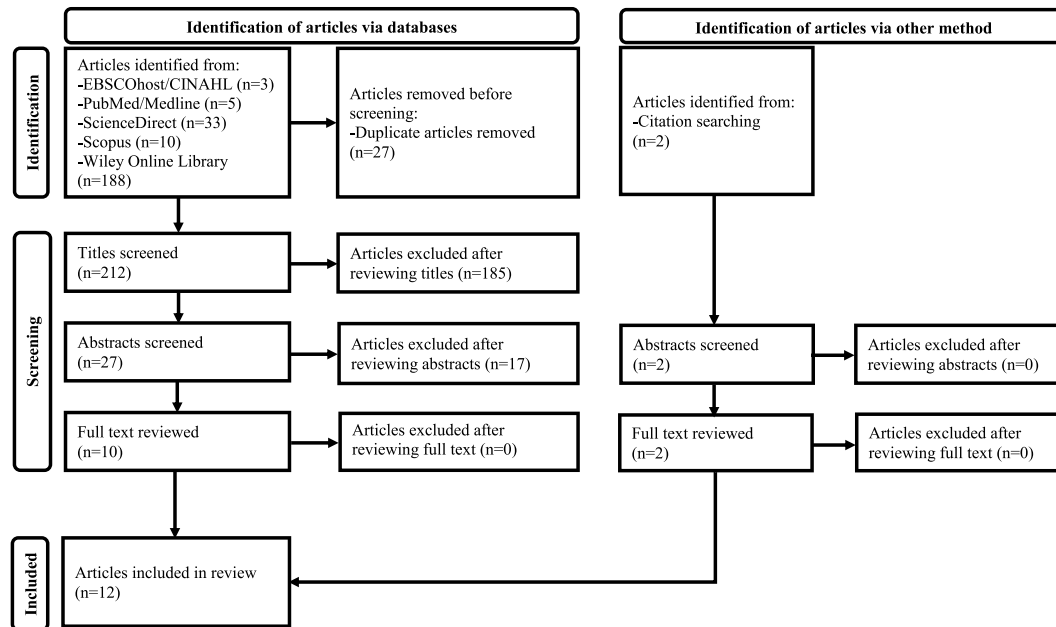 Identification of articles via databases
Identification of articles via other method
Identification
Articles identified from:
-EBSCOhost/CINAHL (n=3)
-PubMed/Medline (n=5)
-ScienceDirect (n=33)
-Scopus (n=10)
-Wiley Online Library
(n=188)
Articles removed before
screening:
-Duplicate articles removed
(n=27)
Articles identified from:
-Citation searching
(n=2)
Screening
Titles screened
(n=212)
Articles excluded after
reviewing titles (n=185)
Abstracts screened
(n=27)
Articles excluded after
reviewing abstracts (n=17)
Abstracts screened
(n=2)
Articles excluded after
reviewing abstracts (n=0)
Full text reviewed
(n=10)
Articles excluded after
reviewing full text (n=0)
Full text reviewed
(n=2)
Articles excluded after
reviewing full text (n=0)
Included
Articles included in review
(n=12)